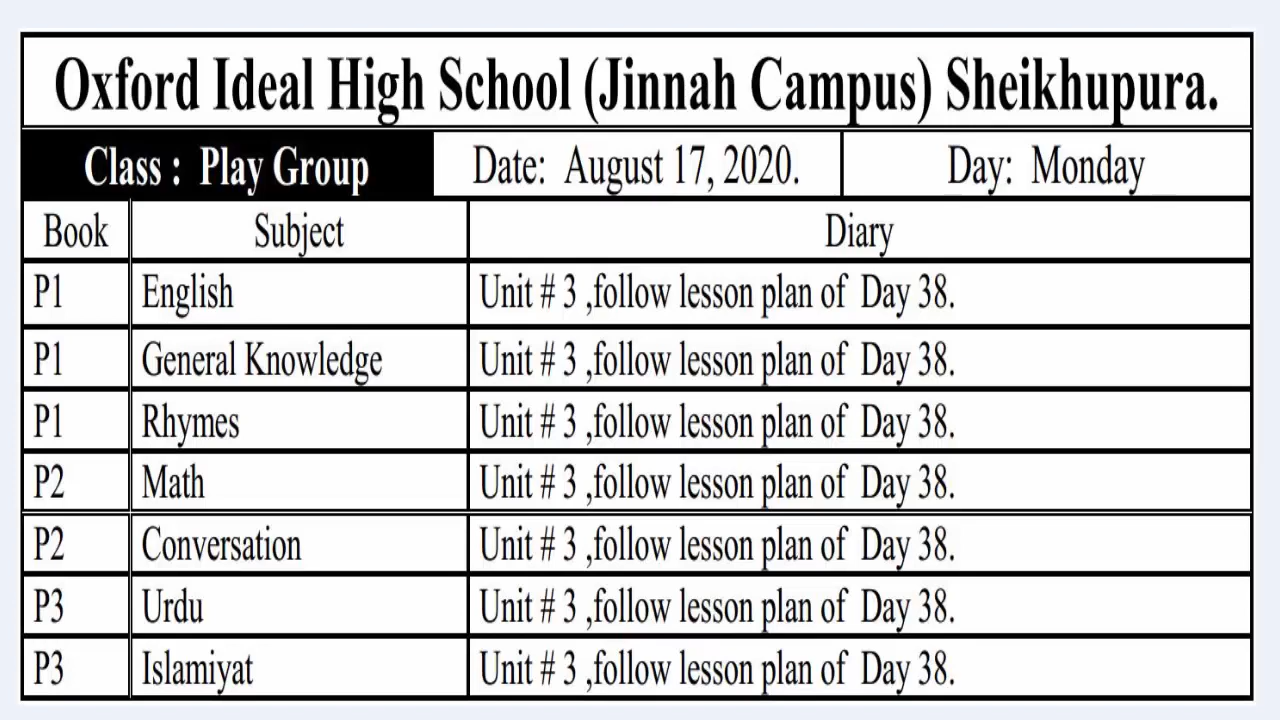 Oxford Ideal High School (Jinnah Campus) Sheikhupura.
Class : Play Group Date: August 17, 2020. Day: Monday
Book Subject Diary
P1 English Unit # 3 ,follow lesson plan of Day 38.
P1 General Knowledge Unit # 3 ,follow lesson plan of Day 38.
P1 Rhymes Unit # 3 ,follow lesson plan of Day 38.
P2 Math Unit # 3 ,follow lesson plan of Day 38.
P2 Conversation Unit # 3 ,follow lesson plan of Day 38.
P3 Urdu Unit # 3 ,follow lesson plan of Day 38.
P3 Islamiyat Unit # 3 ,follow lesson plan of Day 38.